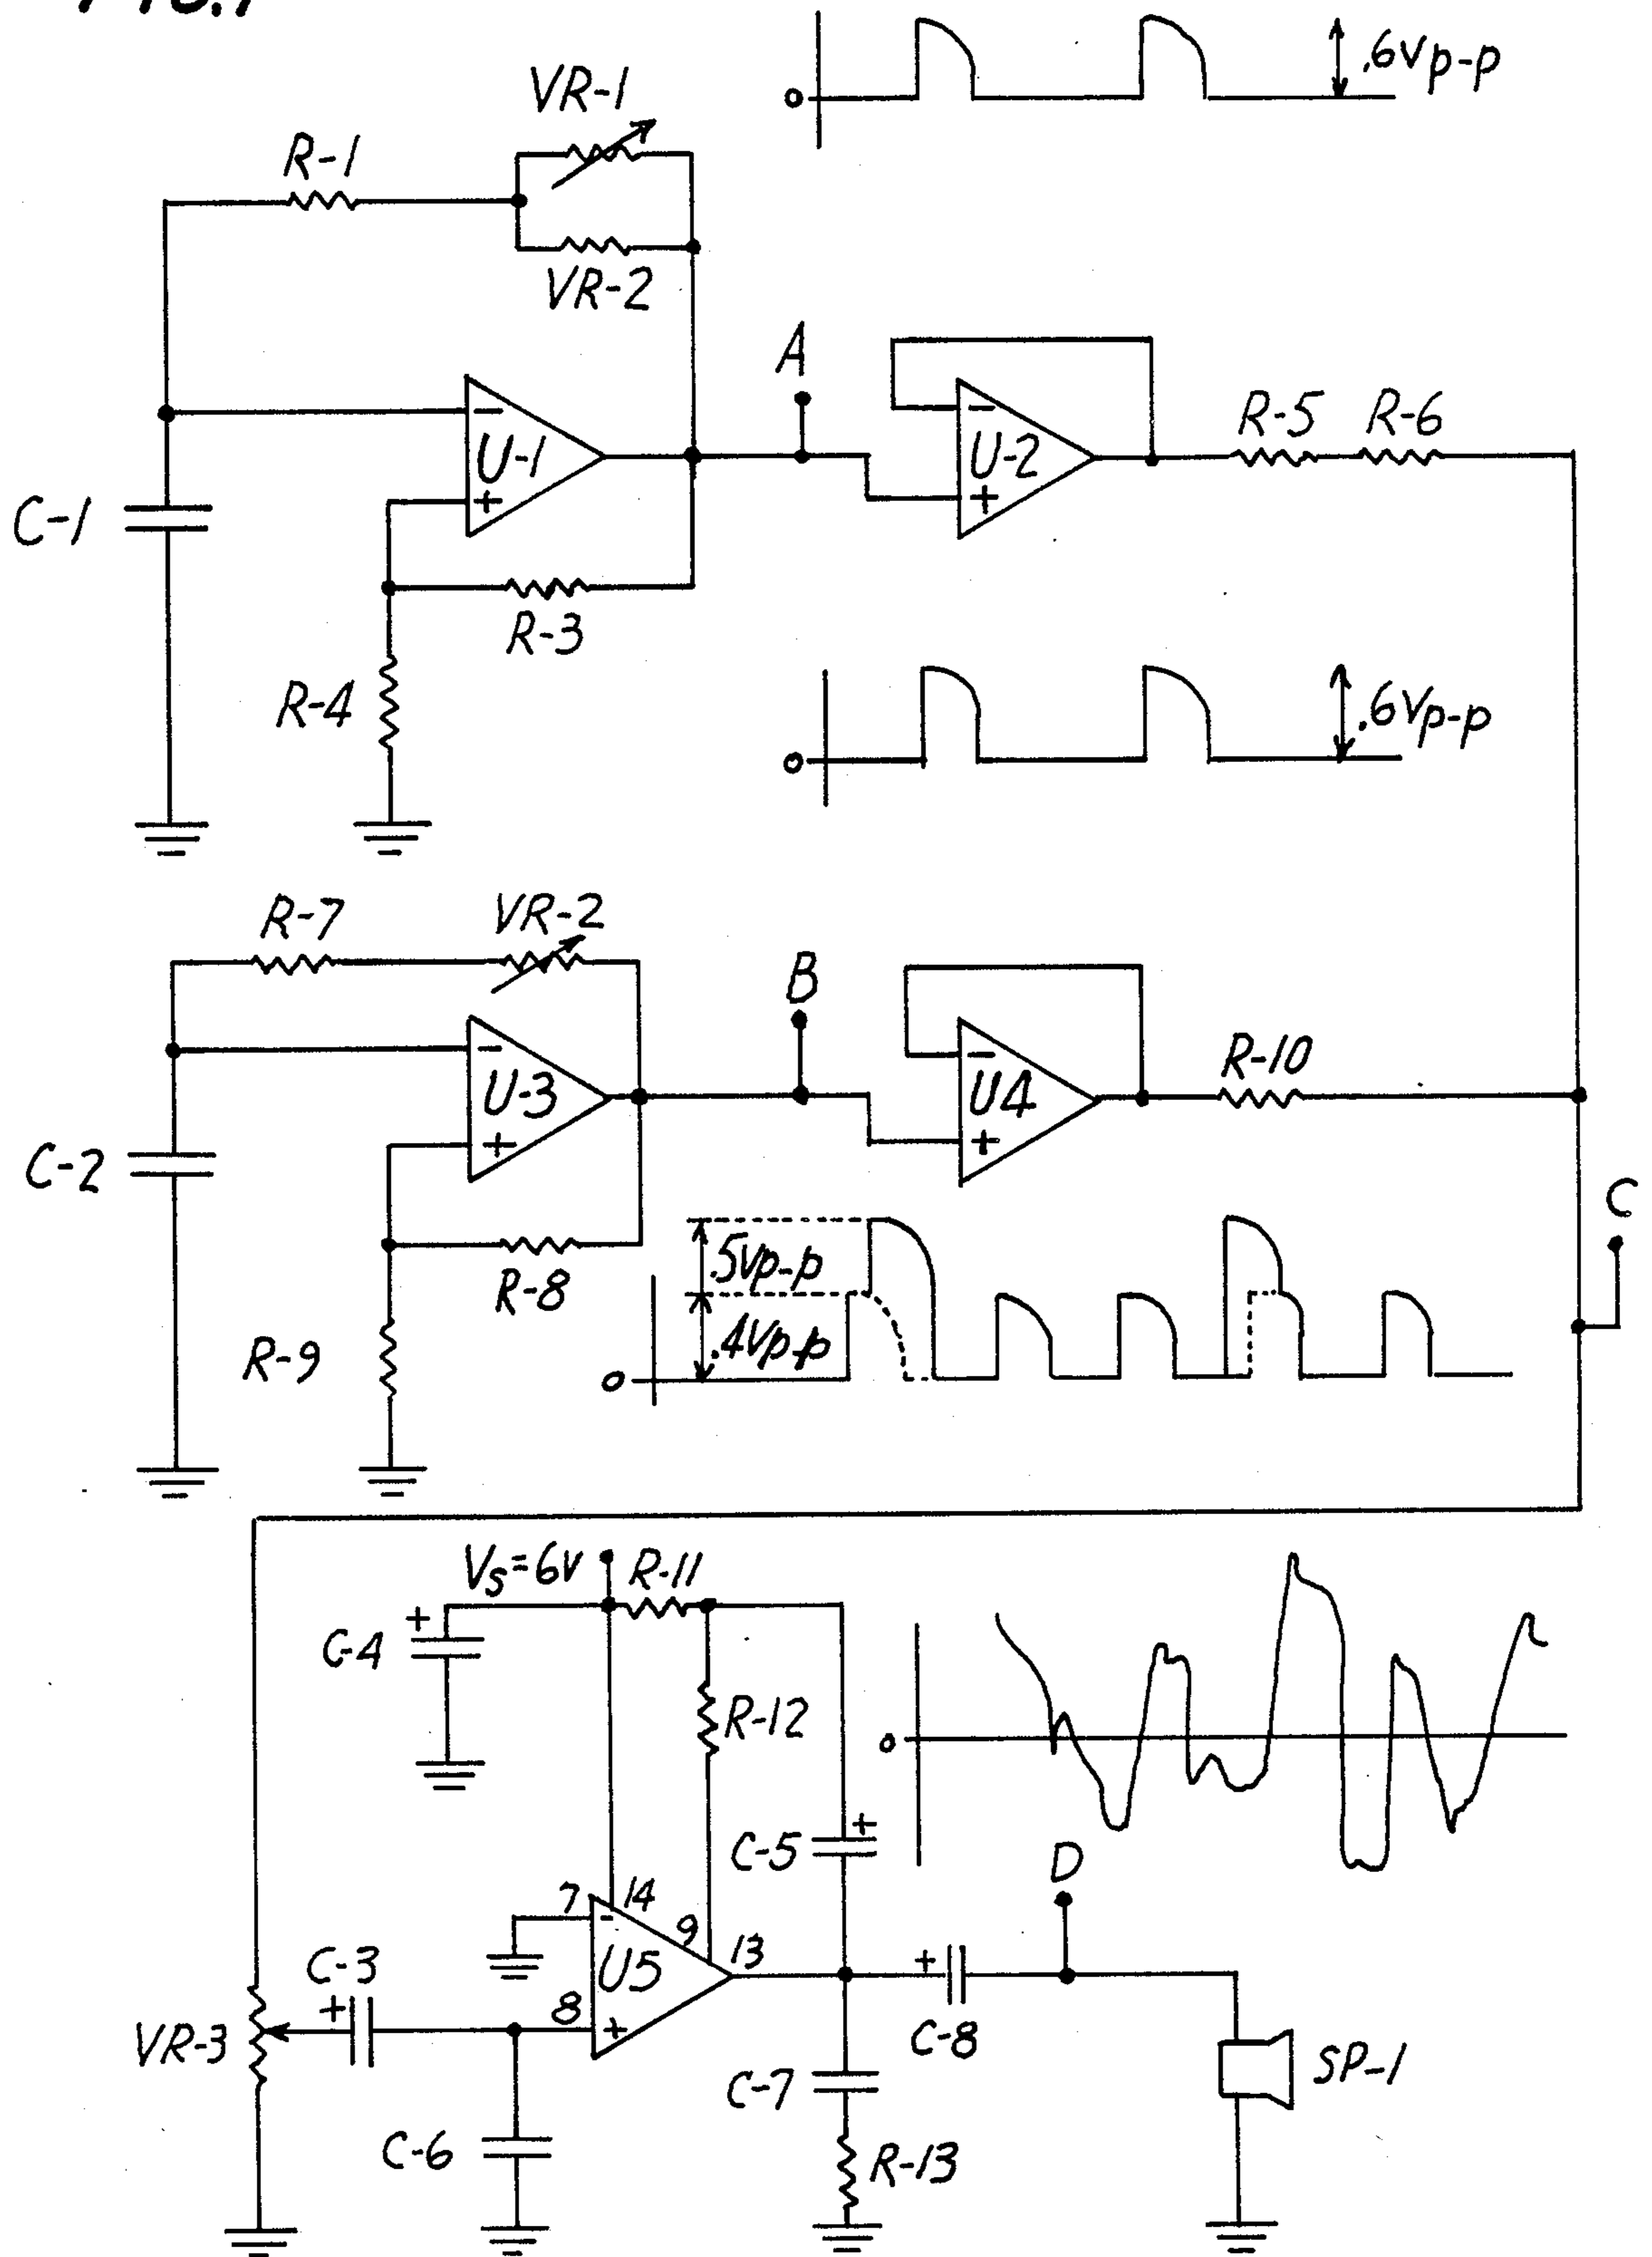 FIG.1
.6Vp-p
VR-1
R-1
VR-2
A
U-1
-
+
U-2
-
+
R-5
R-6
C-1
R-3
R-4
.6Vp-p
0
0
R-7
VR-2
B
U-3
-
+
U4
-
+
R-10
C-2
C
R-8
.5Vp-p
.4Vp-p
R-9
0
Vs=6v
R-11
+
C-4
R-12
0
+
C-5
D
7
14
-
9
13
U5
C-3
+
8
+
+
VR-3
C-8
C-7
SP-1
C-6
R-13